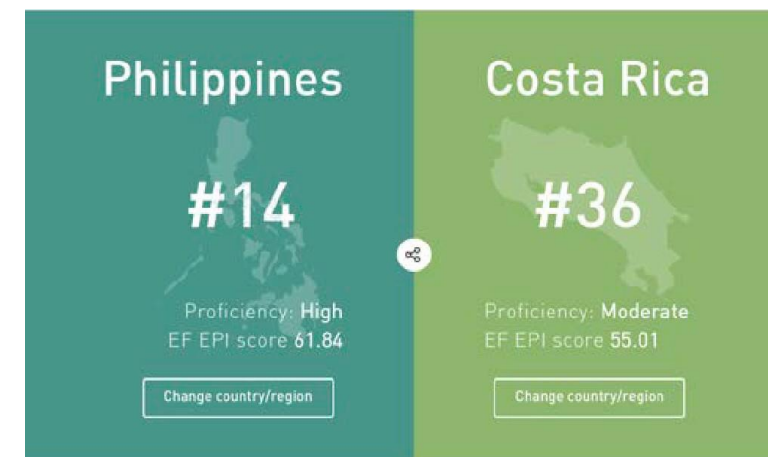 Philippines
#14
Proficiency: High
EF EPI score 61.84
Change country/region
Costa Rica
#36
Proficiency: Moderate
EF EPI score 55.01
Change country/region